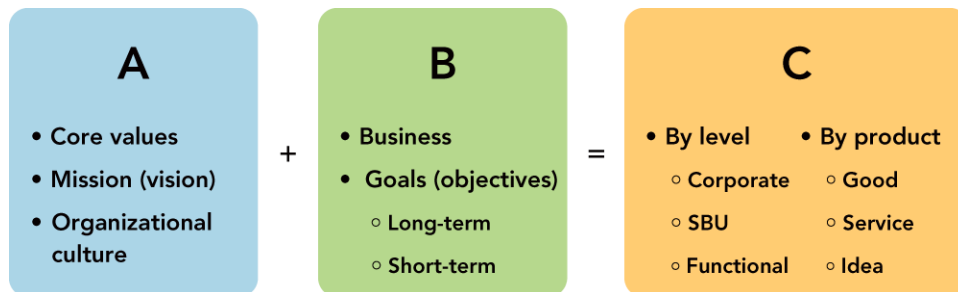 A
• Core values
• Mission (vision)
• Organizational
culture
+
B
• Business
• Goals (objectives)
○ Long-term
○ Short-term
=
C
• By level
○ Corporate
○ SBU
○ Functional
• By product
○ Good
○ Service
○ Idea